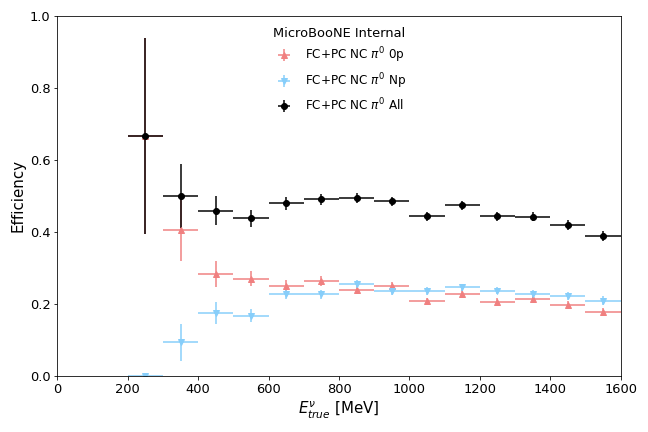 MicroBooNE Internal
FC+PC NC π⁰ 0p
FC+PC NC π⁰ Np
FC+PC NC π⁰ All
Efficiency
1.0
0.8
0.6
0.4
0.2
0.0
0 200 400 600 800 1000 1200 1400 1600
E^ν_true [MeV]